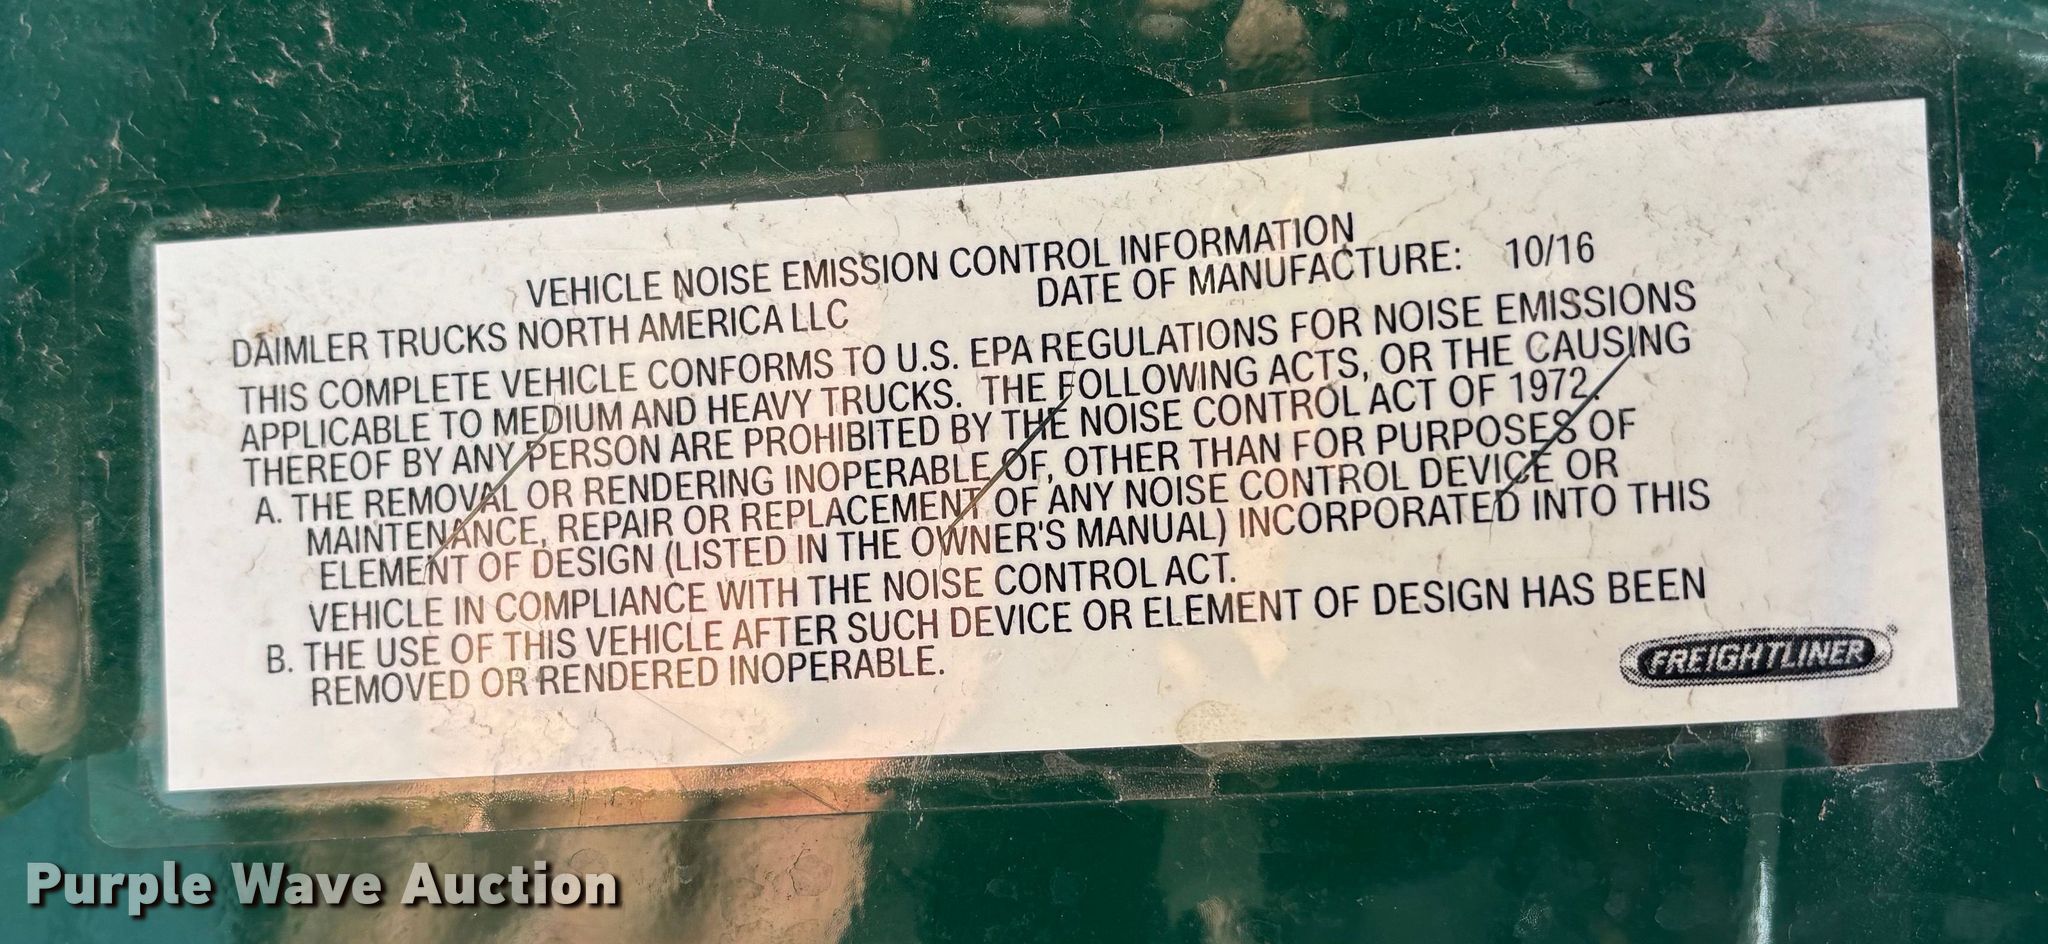 VEHICLE NOISE EMISSION CONTROL INFORMATION
DAIMLER TRUCKS NORTH AMERICA LLC DATE OF MANUFACTURE: 10/16
THIS COMPLETE VEHICLE CONFORMS TO U.S. EPA REGULATIONS FOR NOISE EMISSIONS
APPLICABLE TO MEDIUM AND HEAVY TRUCKS. THE FOLLOWING ACTS, OR THE CAUSING
THEREOF BY ANY PERSON ARE PROHIBITED BY THE NOISE CONTROL ACT OF 1972.
A. THE REMOVAL OR RENDERING INOPERABLE OF, OTHER THAN FOR PURPOSES OF
MAINTENANCE, REPAIR OR REPLACEMENT OF ANY NOISE CONTROL DEVICE OR
ELEMENT OF DESIGN (LISTED IN THE OWNER'S MANUAL) INCORPORATED INTO THIS
VEHICLE IN COMPLIANCE WITH THE NOISE CONTROL ACT.
B. THE USE OF THIS VEHICLE AFTER SUCH DEVICE OR ELEMENT OF DESIGN HAS BEEN
REMOVED OR RENDERED INOPERABLE.
FREIGHTLINER®
Purple Wave Auction